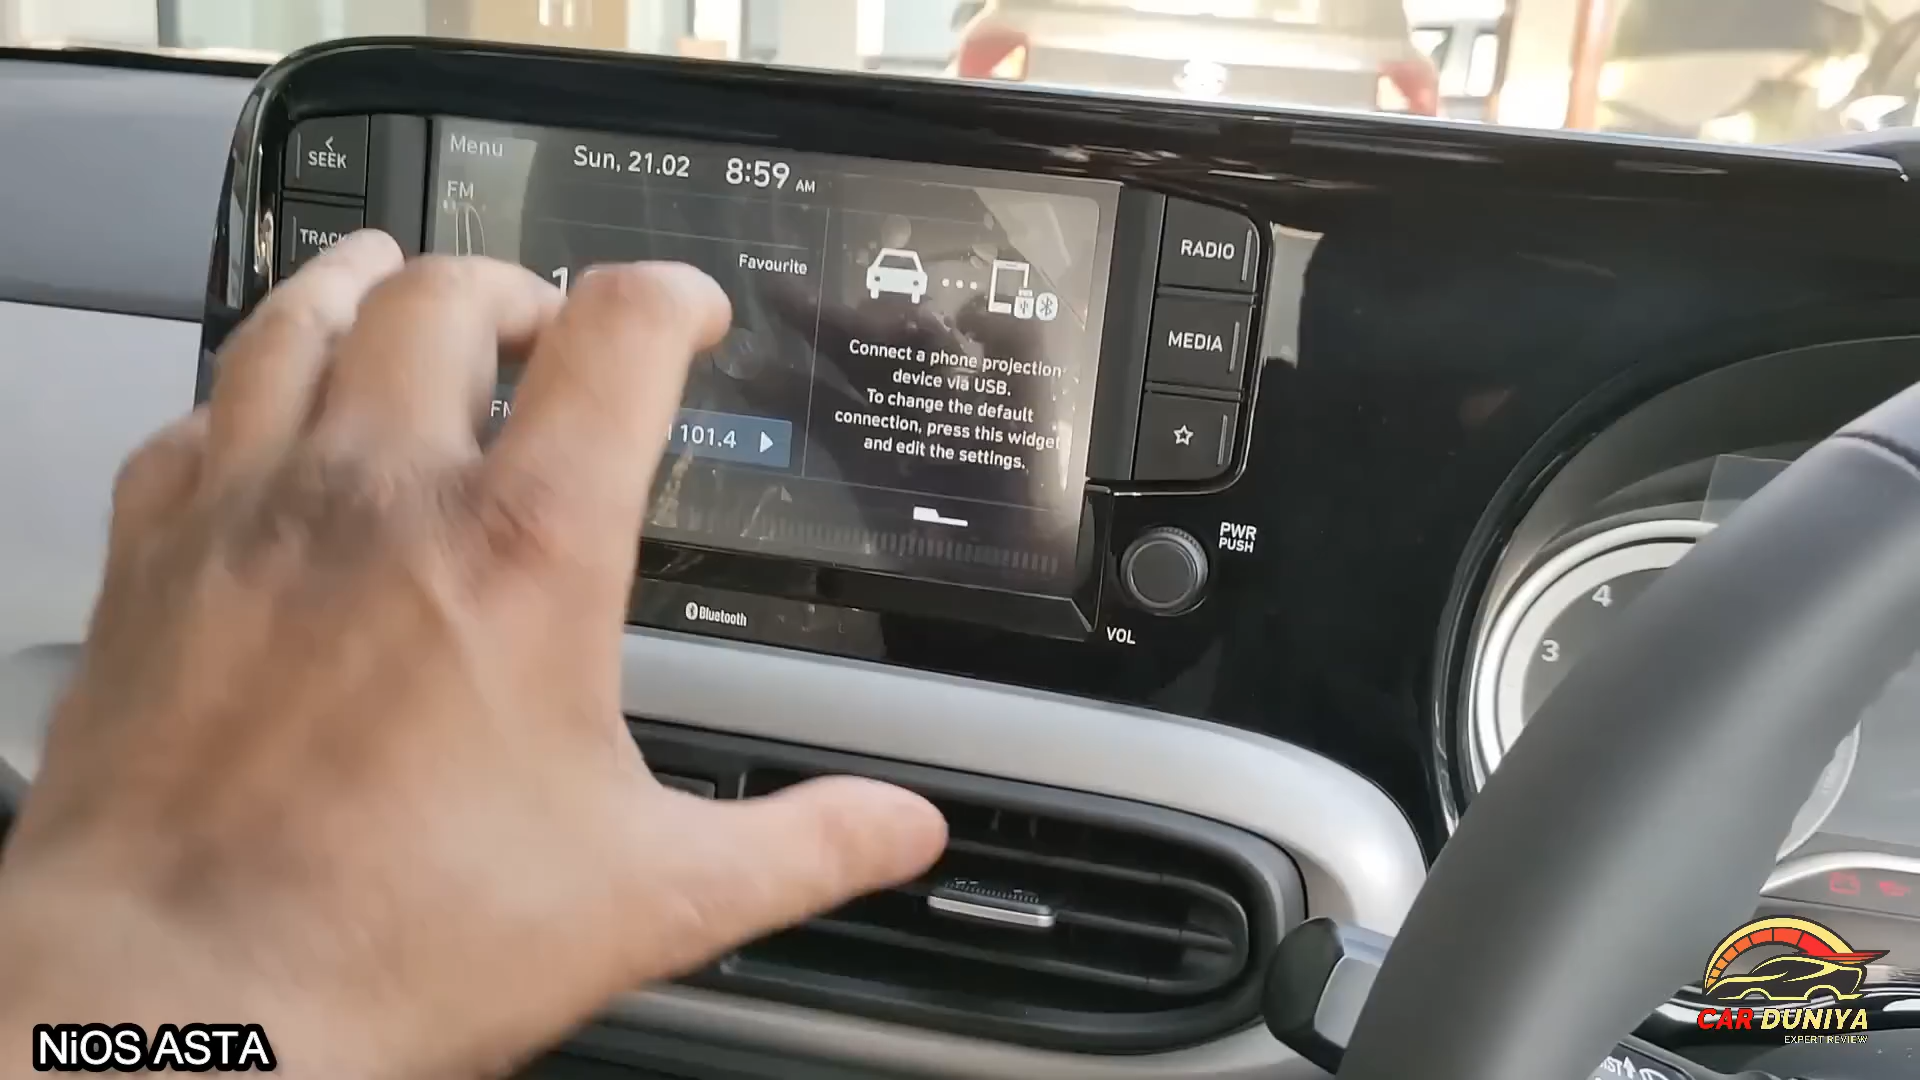 SEEK
TRACK
Menu
Sun, 21.02
8:59 AM
FM
Favourite
FM
101.4
Connect a phone projection
device via USB.
To change the default
connection, press this widget
and edit the settings.
RADIO
MEDIA
PWR
PUSH
VOL
Bluetooth
4
3
NiOS ASTA
CAR DUNIYA
EXPERT REVIEW